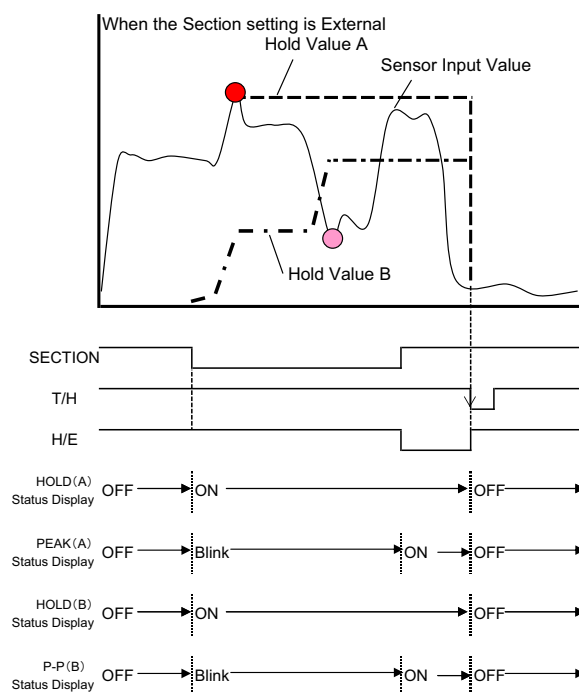 When the Section setting is External
Hold Value A
Sensor Input Value
Hold Value B
SECTION
T/H
H/E
HOLD(A)
Status Display
OFF ON OFF
PEAK(A)
Status Display
OFF Blink ON OFF
HOLD(B)
Status Display
OFF ON OFF
P-P(B)
Status Display
OFF Blink ON OFF